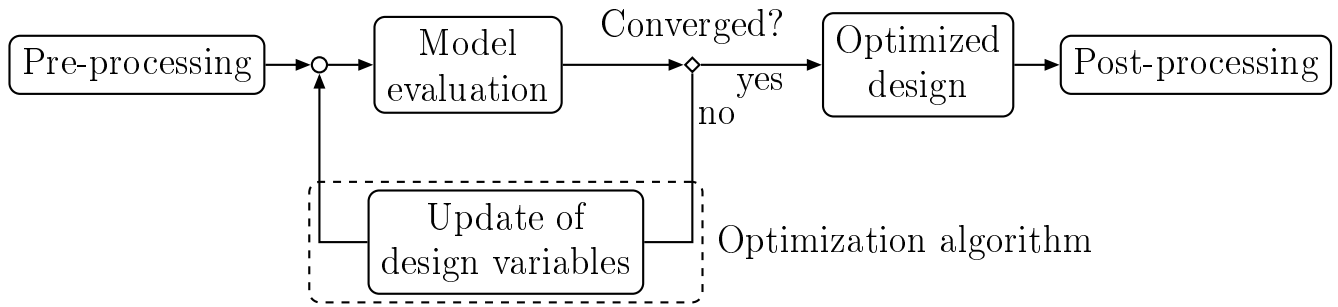 Pre-processing
Model
evaluation
Converged?
yes
no
Optimized
design
Post-processing
Update of
design variables
Optimization algorithm